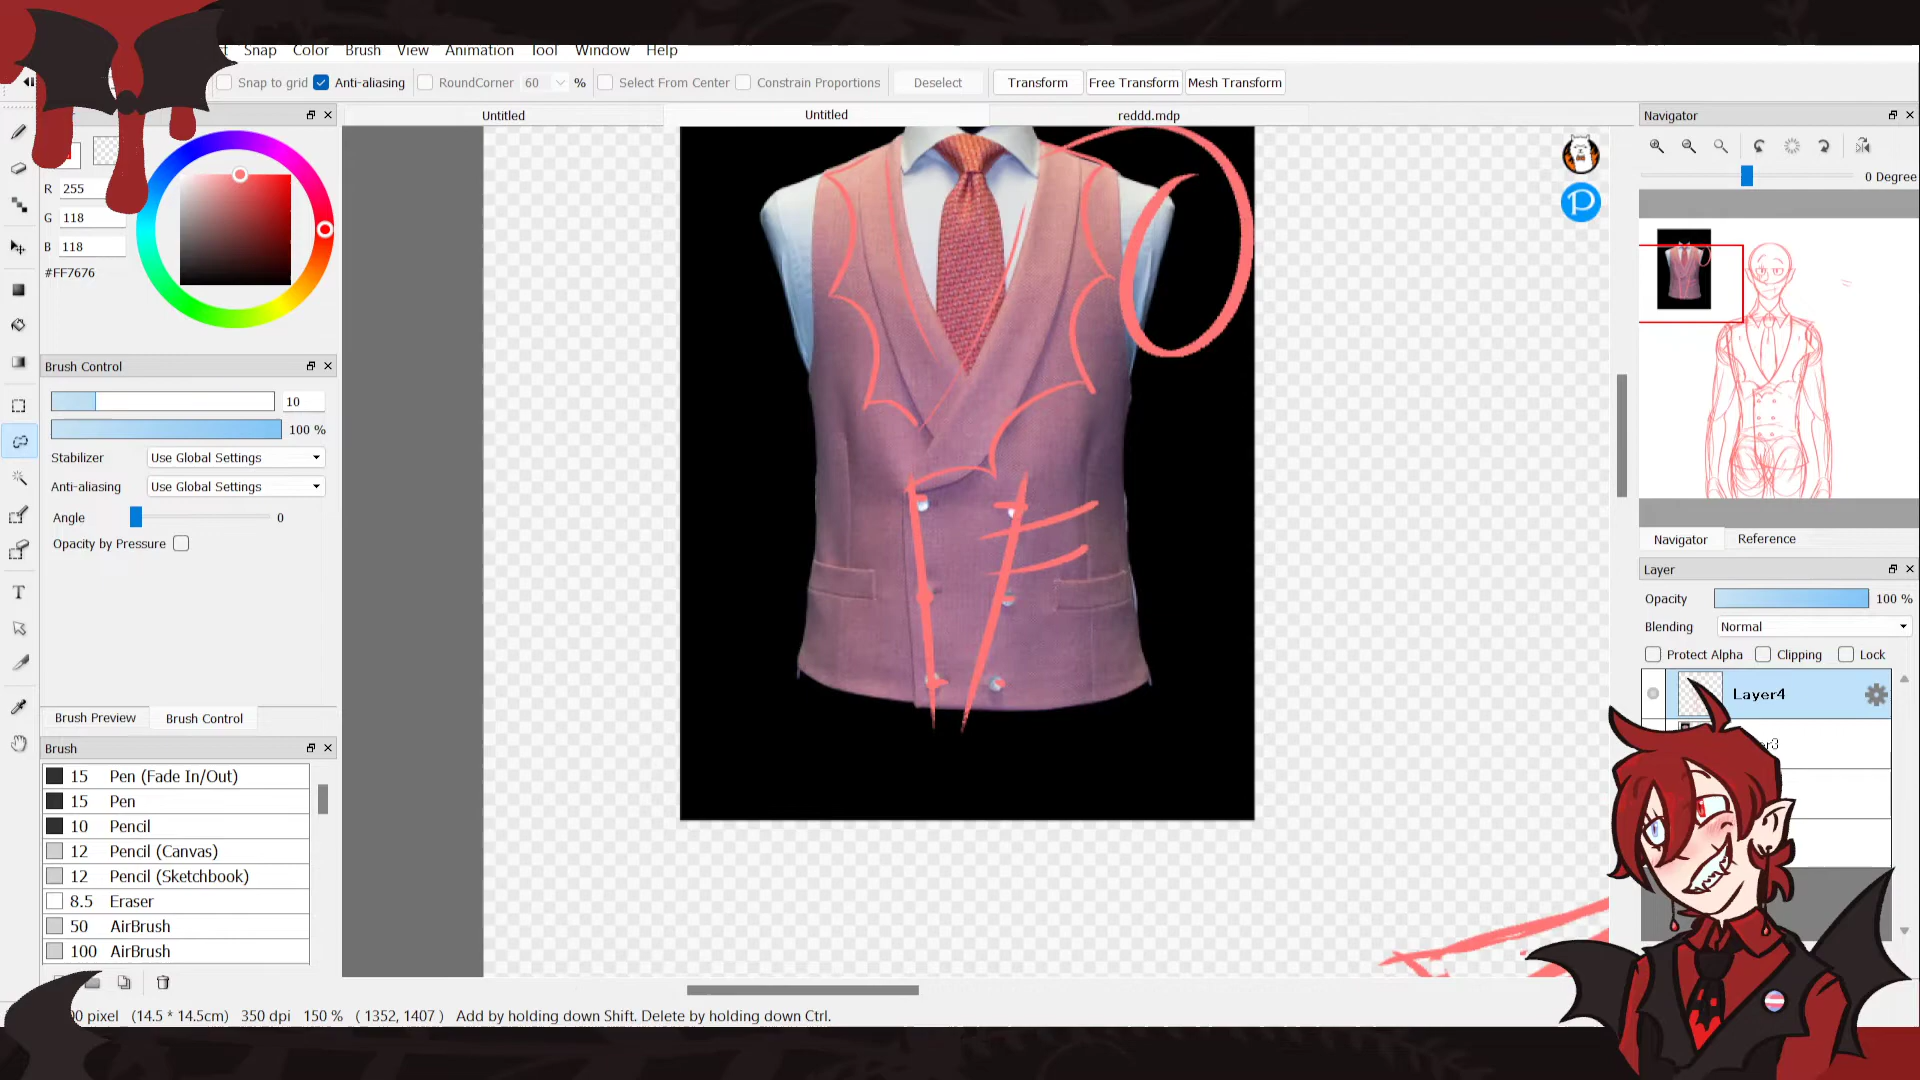 Snap Color Brush View Animation Tool Window Help
Snap to grid Anti-aliasing RoundCorner 60 % Select From Center Constrain Proportions Deselect Transform Free Transform Mesh Transform
Untitled Untitled reddd.mdp
Navigator
0 Degree
R 255
G 118
B 118
#FF7676
Brush Control
10
100 %
Stabilizer Use Global Settings
Anti-aliasing Use Global Settings
Angle 0
Opacity by Pressure
Navigator Reference
Layer
Opacity 100 %
Blending Normal
Protect Alpha Clipping Lock
Layer4
er3
Brush Preview Brush Control
Brush
15 Pen (Fade In/Out)
15 Pen
10 Pencil
12 Pencil (Canvas)
12 Pencil (Sketchbook)
8.5 Eraser
50 AirBrush
100 AirBrush
pixel (14.5 * 14.5cm) 350 dpi 150 % ( 1352, 1407 ) Add by holding down Shift. Delete by holding down Ctrl.